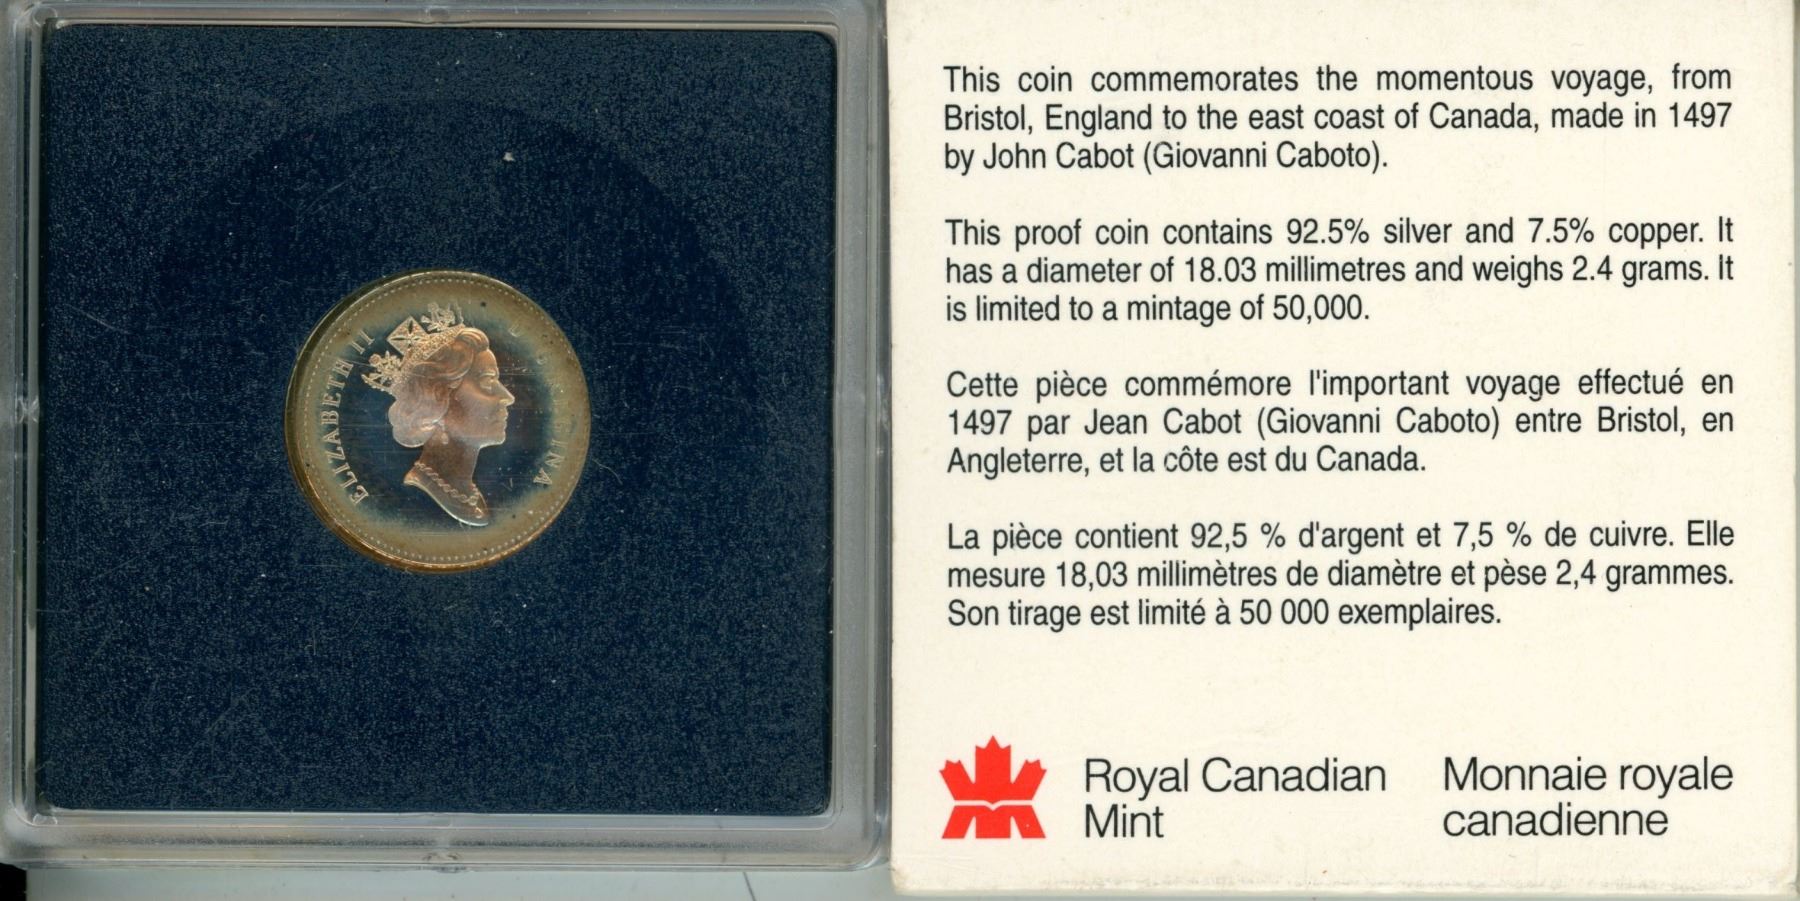 ELIZABETH II
This coin commemorates the momentous voyage, from
Bristol, England to the east coast of Canada, made in 1497
by John Cabot (Giovanni Caboto).
This proof coin contains 92.5% silver and 7.5% copper. It
has a diameter of 18.03 millimetres and weighs 2.4 grams. It
is limited to a mintage of 50,000.
Cette pièce commémore l'important voyage effectué en
1497 par Jean Cabot (Giovanni Caboto) entre Bristol, en
Angleterre, et la côte est du Canada.
La pièce contient 92,5 % d'argent et 7,5 % de cuivre. Elle
mesure 18,03 millimètres de diamètre et pèse 2,4 grammes.
Son tirage est limité à 50 000 exemplaires.
Royal Canadian
Mint
Monnaie royale
canadienne